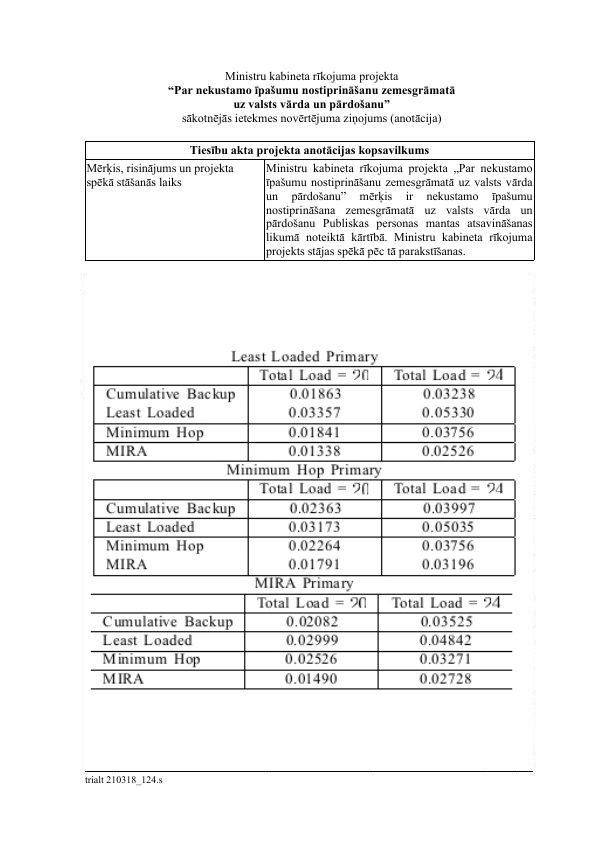 Ministru kabineta rīkojuma projekta
“Par nekustamo īpašumu nostiprināšanu zemesgrāmatā
uz valsts vārda un pārdošanu”
sākotnējās ietekmes novērtējuma ziņojums (anotācija)
Tiesību akta projekta anotācijas kopsavilkums
Mērķis, risinājums un projekta
spēkā stāšanās laiks
Ministru kabineta rīkojuma projekta „Par nekustamo
īpašumu nostiprināšanu zemesgrāmatā uz valsts vārda
un pārdošanu” mērķis ir nekustamo īpašumu
nostiprināšana zemesgrāmatā uz valsts vārda un
pārdošanu Publiskas personas mantas atsavināšanas
likumā noteiktā kārtībā. Ministru kabineta rīkojuma
projekts stājas spēkā pēc tā parakstīšanas.
Least Loaded Primary
Total Load = 20 Total Load = 24
Cumulative Backup 0.01863 0.03238
Least Loaded 0.03357 0.05330
Minimum Hop 0.01841 0.03756
MIRA 0.01338 0.02526
Minimum Hop Primary
Total Load = 20 Total Load = 24
Cumulative Backup 0.02363 0.03997
Least Loaded 0.03173 0.05035
Minimum Hop 0.02264 0.03756
MIRA 0.01791 0.03196
MIRA Primary
Total Load = 20 Total Load = 24
Cumulative Backup 0.02082 0.03525
Least Loaded 0.02999 0.04842
Minimum Hop 0.02526 0.03271
MIRA 0.01490 0.02728
trialt 210318_124.s